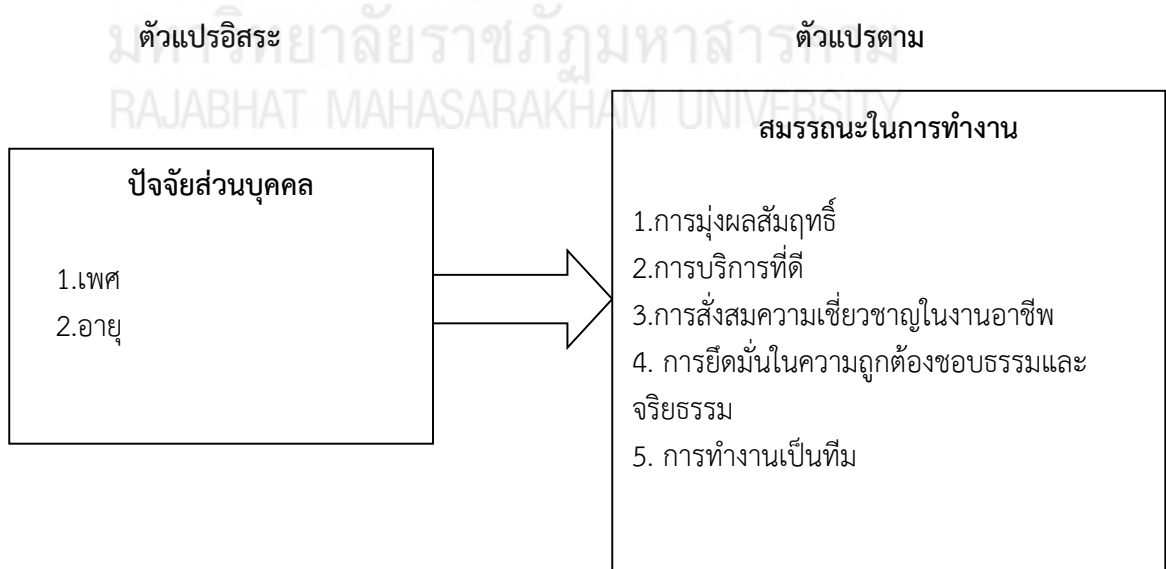 ตัวแปรอิสระ
ตัวแปรตาม
มหาวิทยาลัยราชภัฏมหาสารคาม
RAJABHAT MAHASARAKHAM UNIVERSITY
ปัจจัยส่วนบุคคล
1.เพศ
2.อายุ
สมรรถนะในการทำงาน
1.การมุ่งผลสัมฤทธิ์
2.การบริการที่ดี
3.การสั่งสมความเชี่ยวชาญในงานอาชีพ
4. การยึดมั่นในความถูกต้องชอบธรรมและ
จริยธรรม
5. การทำงานเป็นทีม